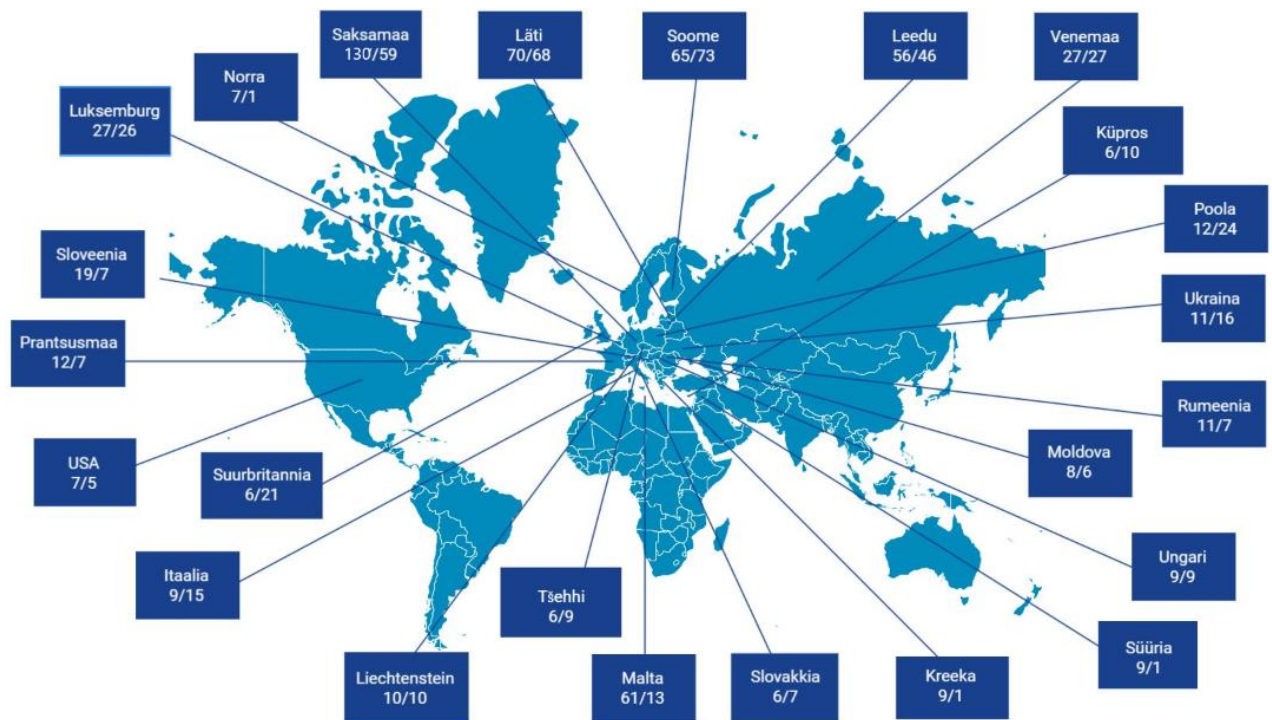 Saksamaa
130/59
Läti
70/68
Soome
65/73
Leedu
56/46
Venemaa
27/27
Norra
7/1
Luksemburg
27/26
Küpros
6/10
Poola
12/24
Sloveenia
19/7
Ukraina
11/16
Prantsusmaa
12/7
Rumeenia
11/7
USA
7/5
Suurbritannia
6/21
Moldova
8/6
Ungari
9/9
Itaalia
9/15
Tšehhi
6/9
Süüria
9/1
Liechtenstein
10/10
Malta
61/13
Slovakkia
6/7
Kreeka
9/1